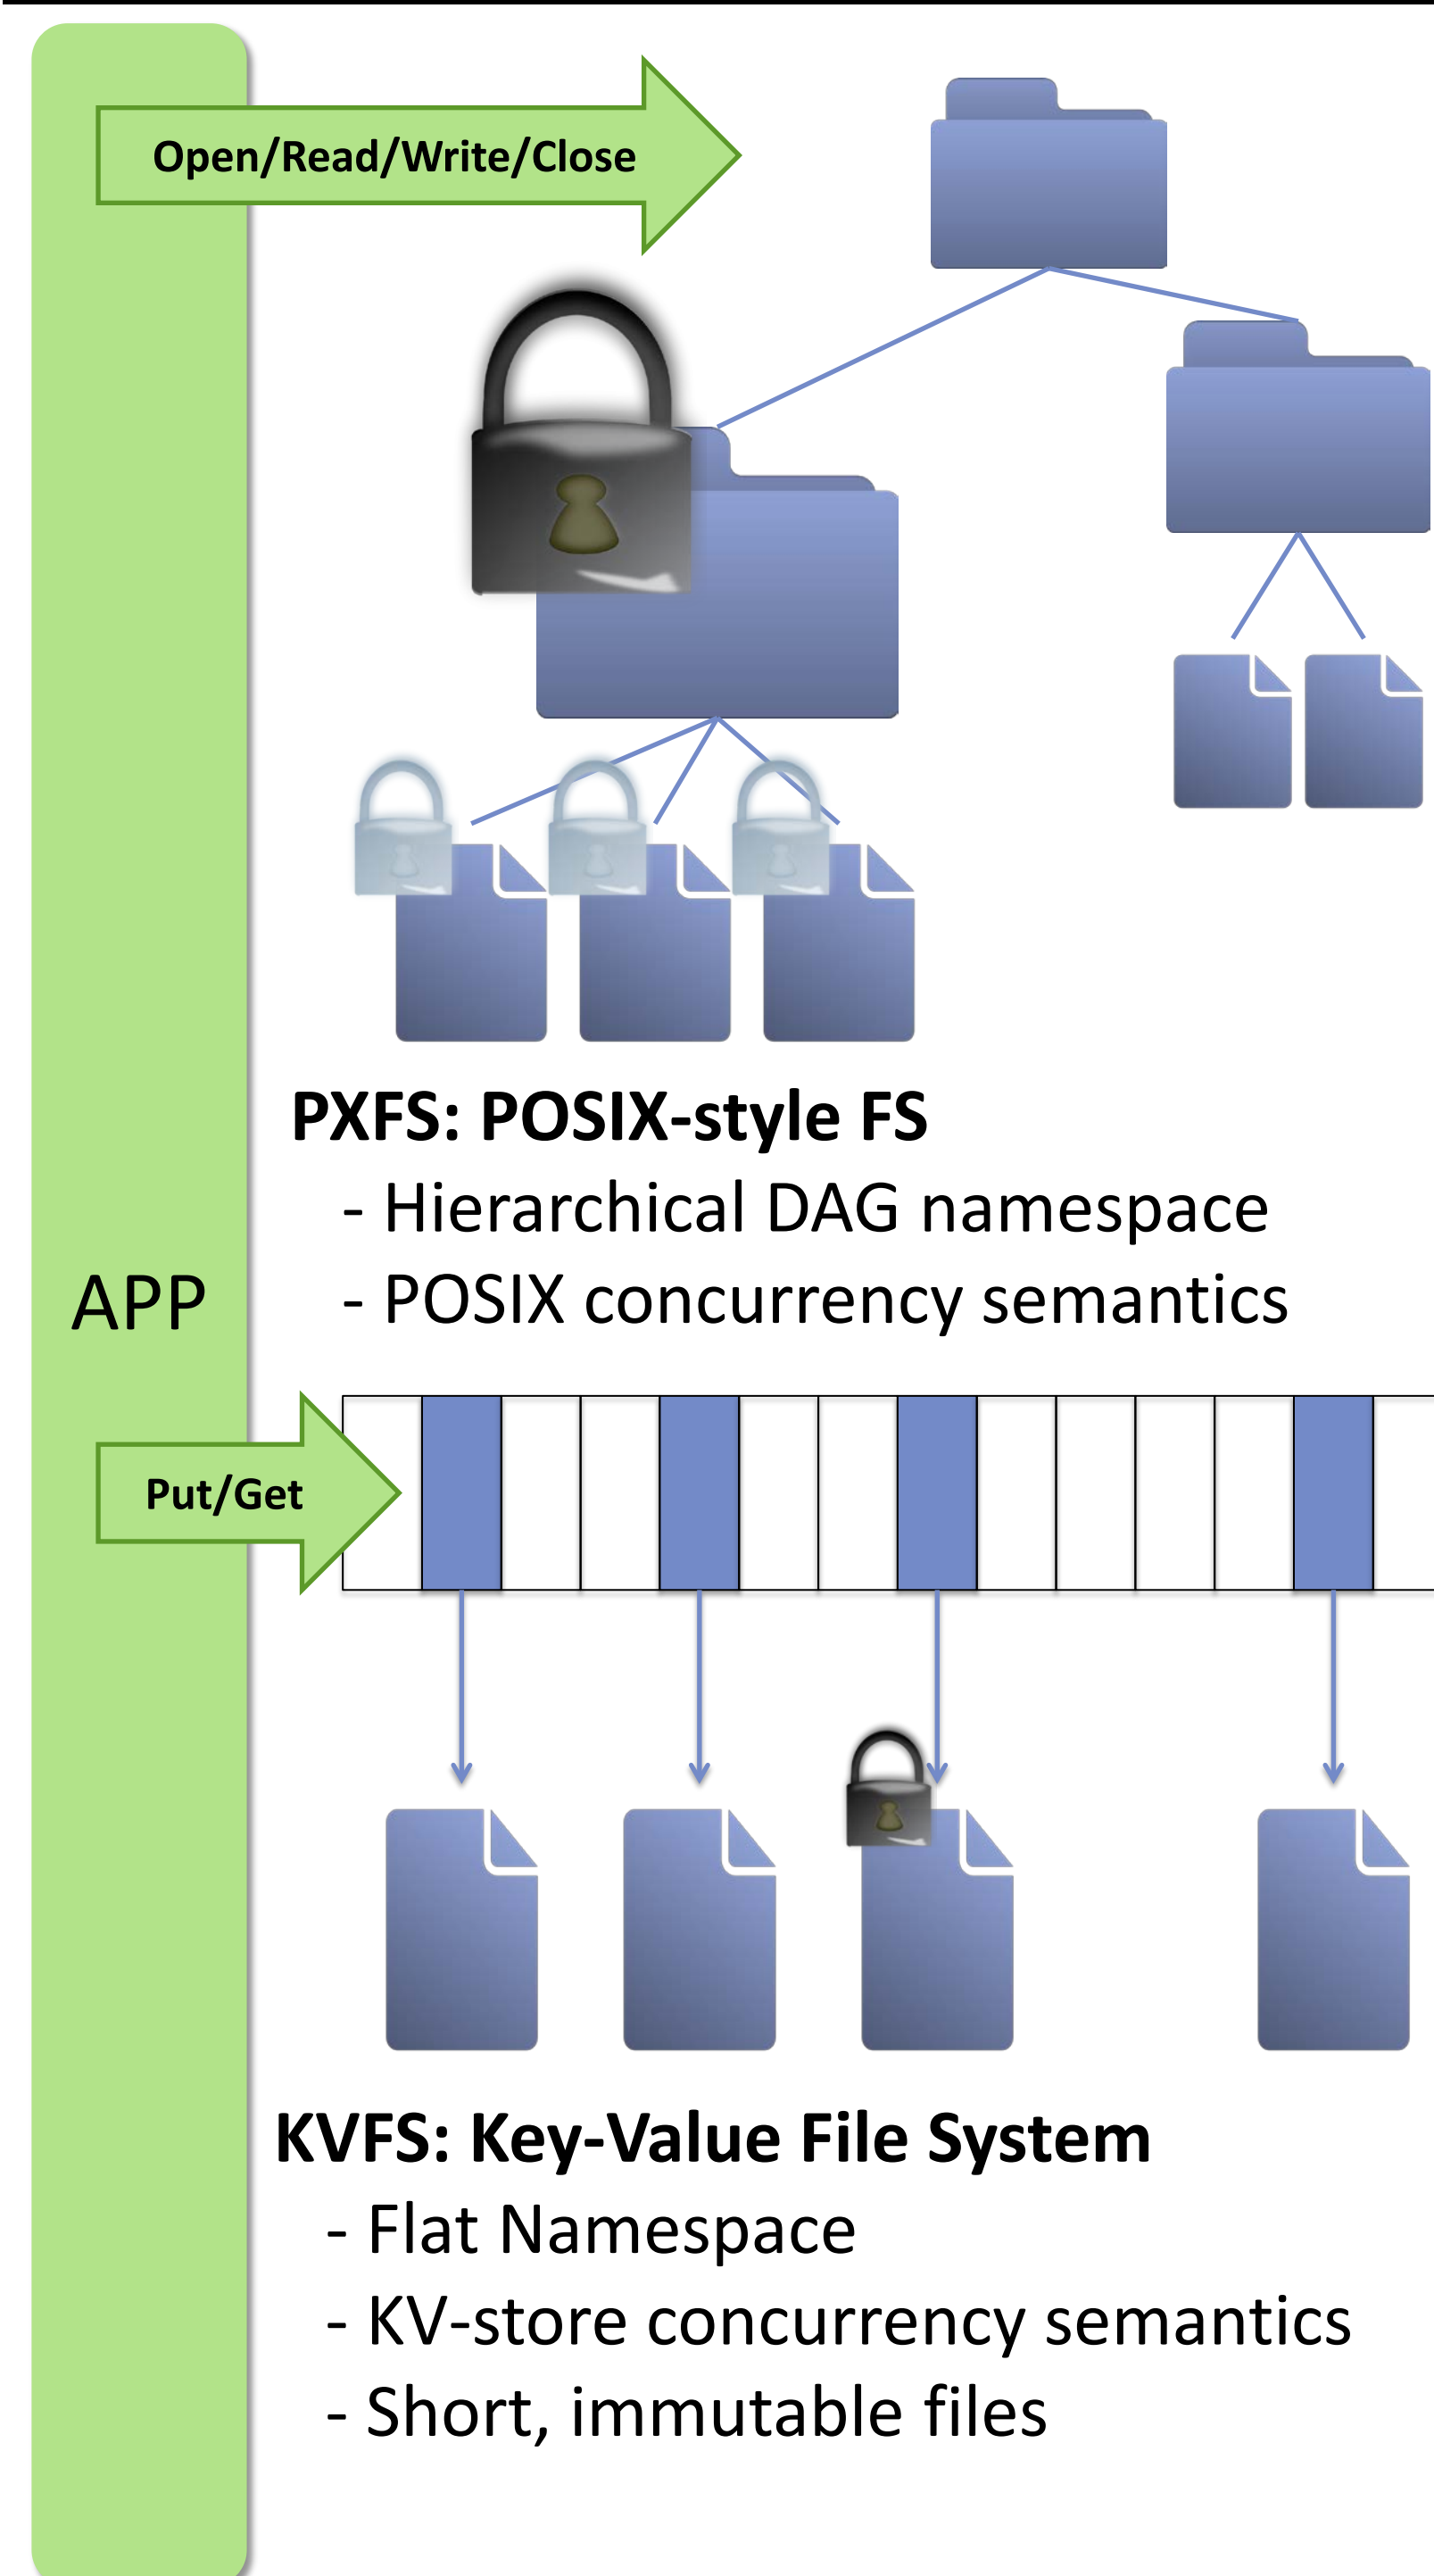 Open/Read/Write/Close
PXFS: POSIX-style FS
- Hierarchical DAG namespace
- POSIX concurrency semantics
APP
Put/Get
KVFS: Key-Value File System
- Flat Namespace
- KV-store concurrency semantics
- Short, immutable files